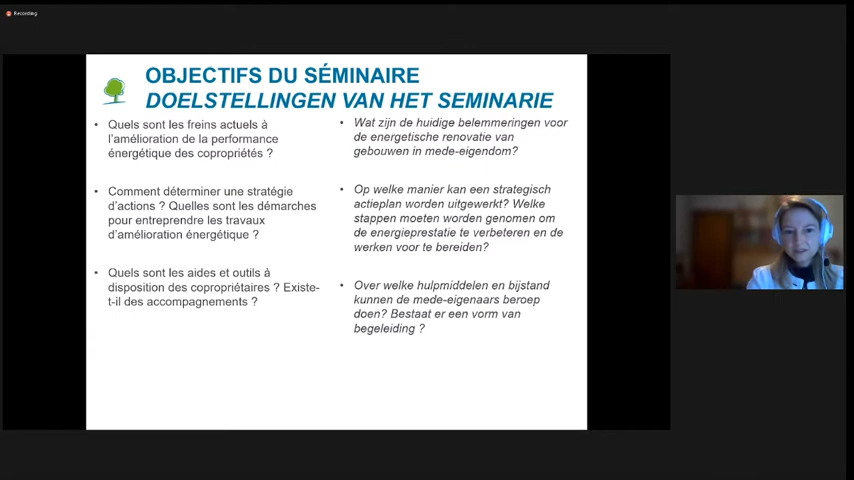 Recording
OBJECTIFS DU SÉMINAIRE
DOELSTELLINGEN VAN HET SEMINARIE
• Quels sont les freins actuels à
l'amélioration de la performance
énergétique des copropriétés ?
• Comment déterminer une stratégie
d'actions ? Quelles sont les démarches
pour entreprendre les travaux
d'amélioration énergétique ?
• Quels sont les aides et outils à
disposition des copropriétaires ? Existe-
t-il des accompagnements ?
• Wat zijn de huidige belemmeringen voor
de energetische renovatie van
gebouwen in mede-eigendom?
• Op welke manier kan een strategisch
actieplan worden uitgewerkt? Welke
stappen moeten worden genomen om
de energieprestatie te verbeteren en de
werken voor te bereiden?
• Over welke hulpmiddelen en bijstand
kunnen de mede-eigenaars beroep
doen? Bestaat er een vorm van
begeleiding ?